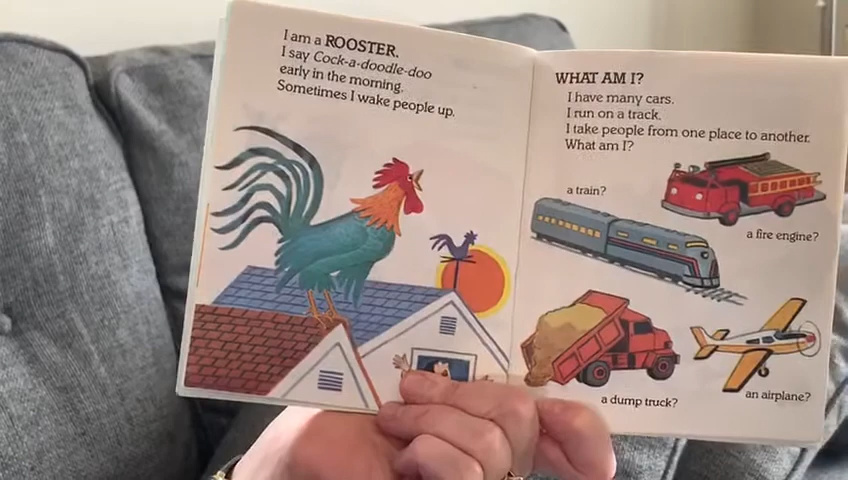 I am a ROOSTER.
I say Cock-a-doodle-doo
early in the morning.
Sometimes I wake people up.
WHAT AM I?
I have many cars.
I run on a track.
I take people from one place to another.
What am I?
a train?
a fire engine?
a dump truck?
an airplane?